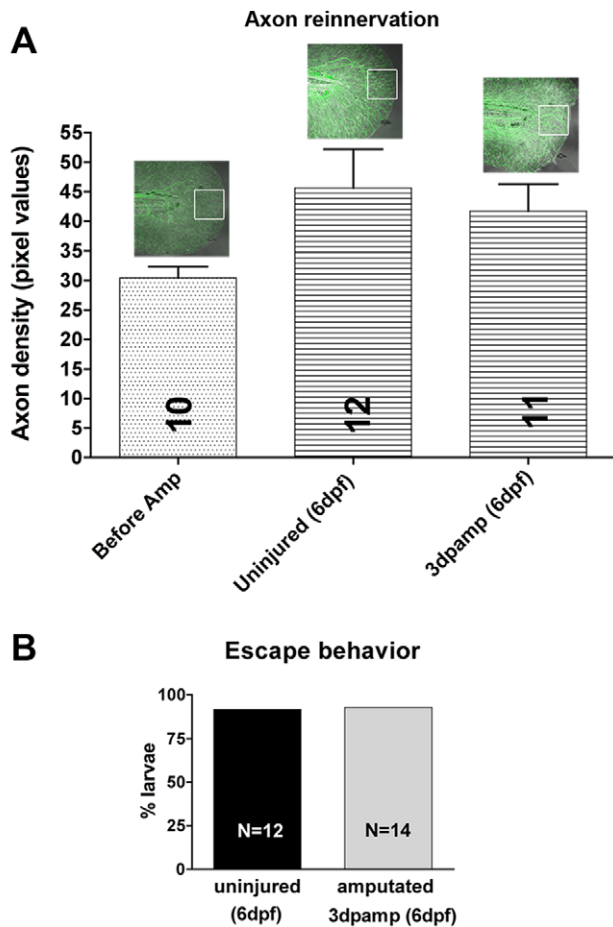 Axon reinnervation
A
Axon density (pixel values)
55
50
45
40
35
30
25
20
15
10
5
0
10
12
11
Before Amp
Uninjured (6dpf)
3dpamp (6dpf)
B
Escape behavior
% larvae
100
75
50
25
0
N=12
N=14
uninjured
(6dpf)
amputated
3dpamp (6dpf)